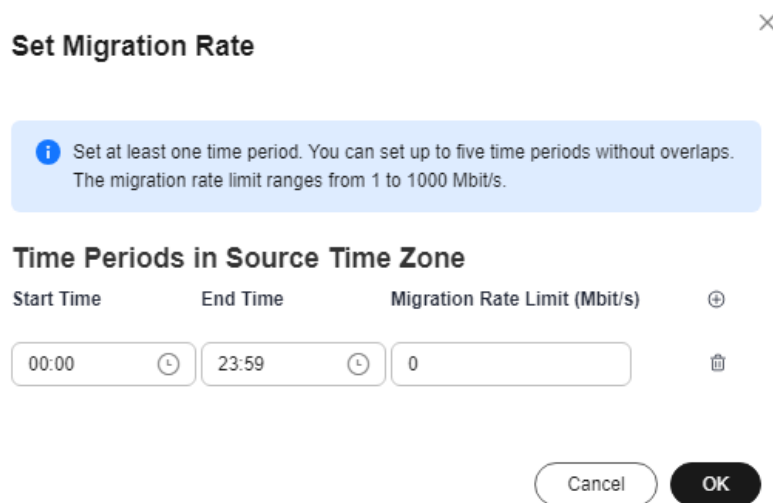 Set Migration Rate
Set at least one time period. You can set up to five time periods without overlaps.
The migration rate limit ranges from 1 to 1000 Mbit/s.
Time Periods in Source Time Zone
Start Time End Time Migration Rate Limit (Mbit/s)
00:00 23:59 0
Cancel OK